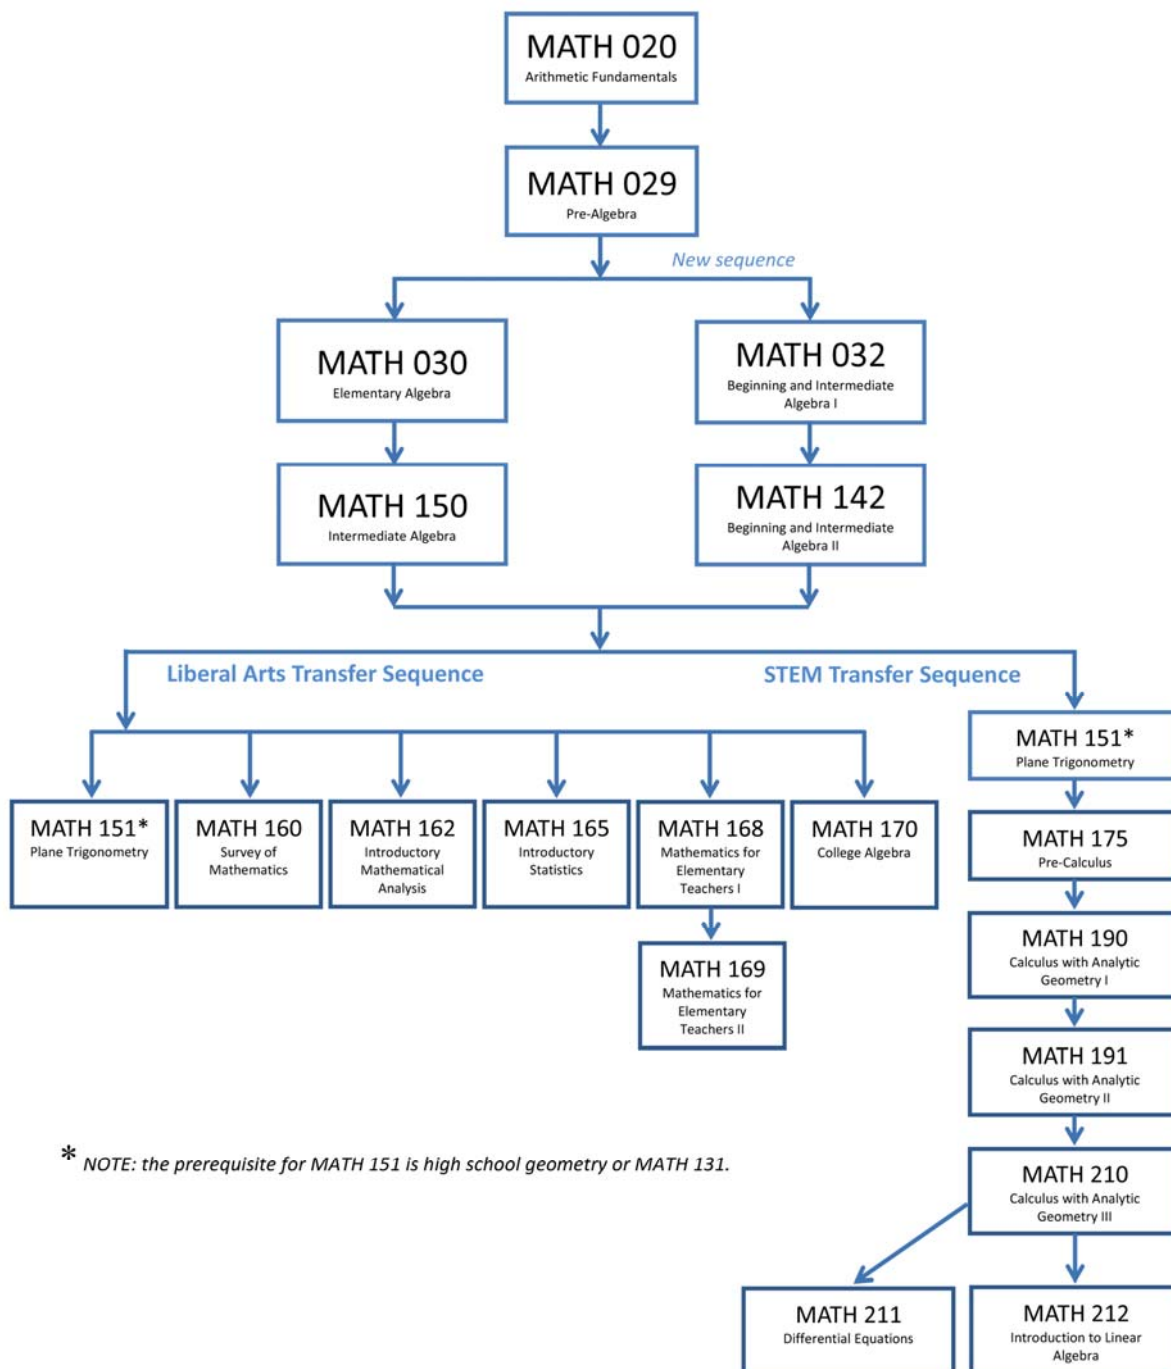 MATH 020
Arithmetic Fundamentals
MATH 029
Pre-Algebra
New sequence
MATH 030
Elementary Algebra
MATH 032
Beginning and Intermediate
Algebra I
MATH 150
Intermediate Algebra
MATH 142
Beginning and Intermediate
Algebra II
Liberal Arts Transfer Sequence
STEM Transfer Sequence
MATH 151*
Plane Trigonometry
MATH 160
Survey of
Mathematics
MATH 162
Introductory
Mathematical
Analysis
MATH 165
Introductory
Statistics
MATH 168
Mathematics for
Elementary
Teachers I
MATH 170
College Algebra
MATH 169
Mathematics for
Elementary
Teachers II
MATH 151*
Plane Trigonometry
MATH 175
Pre-Calculus
MATH 190
Calculus with Analytic
Geometry I
MATH 191
Calculus with Analytic
Geometry II
MATH 210
Calculus with Analytic
Geometry III
MATH 211
Differential Equations
MATH 212
Introduction to Linear
Algebra
* NOTE: the prerequisite for MATH 151 is high school geometry or MATH 131.